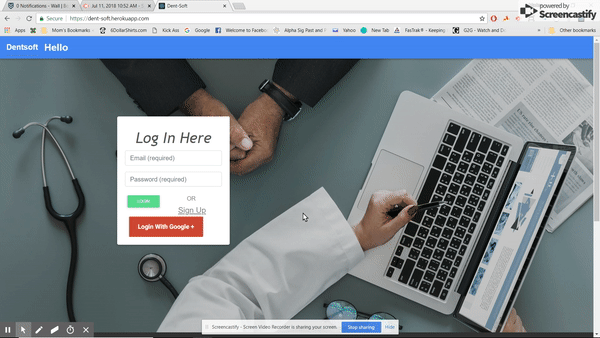 0 Notifications - Wall | B
Jul 11, 2018 10:32 AM - S
Dent-Soft
powered by
Screencastify
Secure
https://dent-soft.herokuapp.com
Apps
Mom's Bookmarks
6DollarShirts.com
Kick Ass
Google
Welcome to Facebook
Alpha Sig Pest and P
Youtube
New Tab
FasTrak® - Keeping
G2G - Watch and D
Other bookmarks
Dentsoft Hello
Log In Here
Email (required)
Password (required)
LOGIN
OR
Sign Up
Login With Google +
Screencastify - Screen Video Recorder is sharing your screen.
Stop sharing
Hide